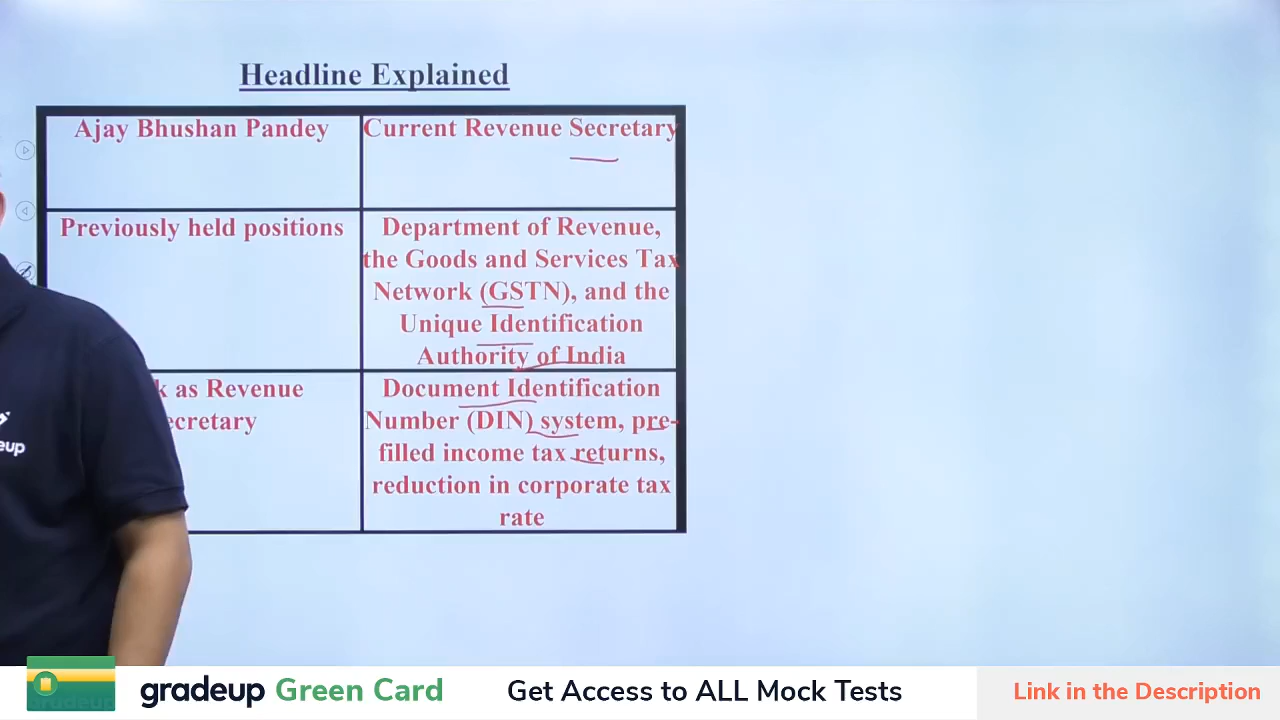 Headline Explained
Ajay Bhushan Pandey
Current Revenue Secretary
Previously held positions
Department of Revenue,
the Goods and Services Tax
Network (GSTN), and the
Unique Identification
Authority of India
as Revenue
Document Identification
Number (DIN) system, pre-
filled income tax returns,
reduction in corporate tax
rate
gradeup Green Card
Get Access to ALL Mock Tests
Link in the Description